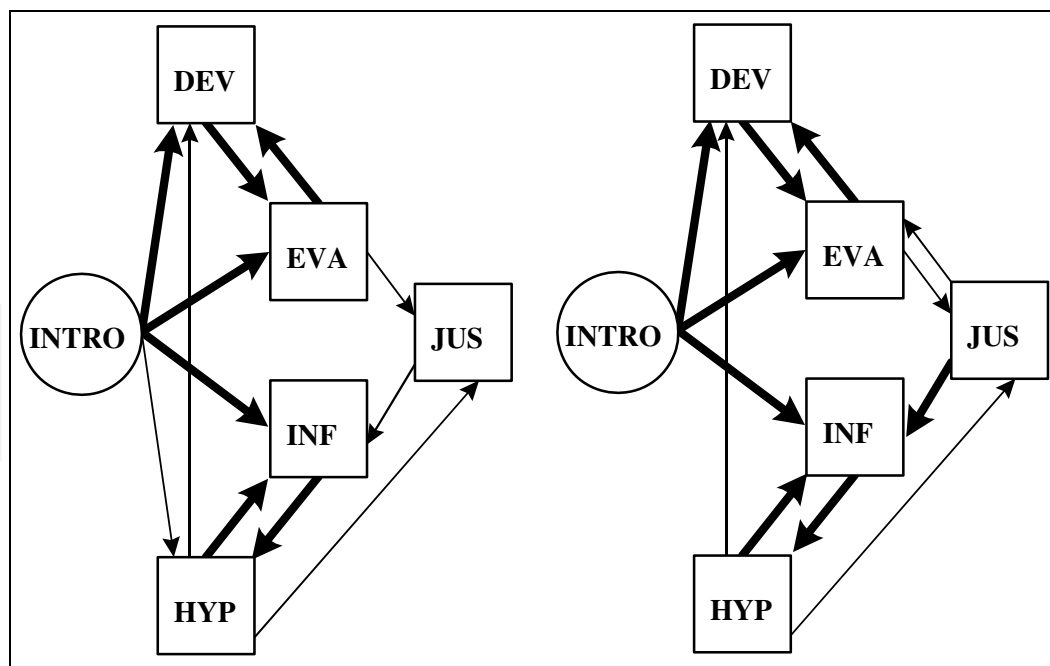 DEV
EVA
INTRO
JUS
INF
HYP
DEV
EVA
INTRO
JUS
INF
HYP